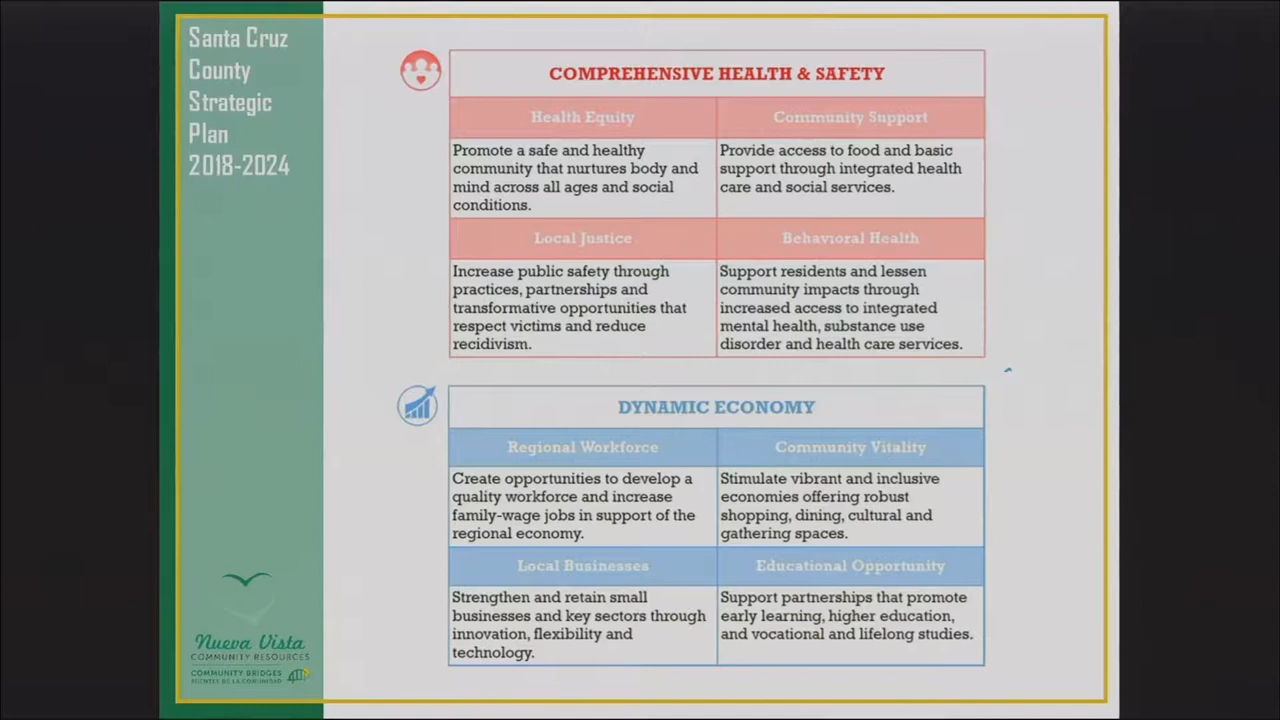 Santa Cruz
County
Strategic
Plan
2018-2024
COMPREHENSIVE HEALTH & SAFETY
Health Equity
Community Support
Promote a safe and healthy
community that nurtures body and
mind across all ages and social
conditions.
Provide access to food and basic
support through integrated health
care and social services.
Local Justice
Behavioral Health
Increase public safety through
practices, partnerships and
transformative opportunities that
respect victims and reduce
recidivism.
Support residents and lessen
community impacts through
increased access to integrated
mental health, substance use
disorder and health care services.
DYNAMIC ECONOMY
Regional Workforce
Community Vitality
Create opportunities to develop a
quality workforce and increase
family-wage jobs in support of the
regional economy.
Stimulate vibrant and inclusive
economies offering robust
shopping, dining, cultural and
gathering spaces.
Local Businesses
Educational Opportunity
Strengthen and retain small
businesses and key sectors through
innovation, flexibility and
technology.
Support partnerships that promote
early learning, higher education,
and vocational and lifelong studies.
Nueva Vista
COMMUNITY RESOURCES
COMMUNITY BRIDGES
PUENTES DE LA COMUNIDAD